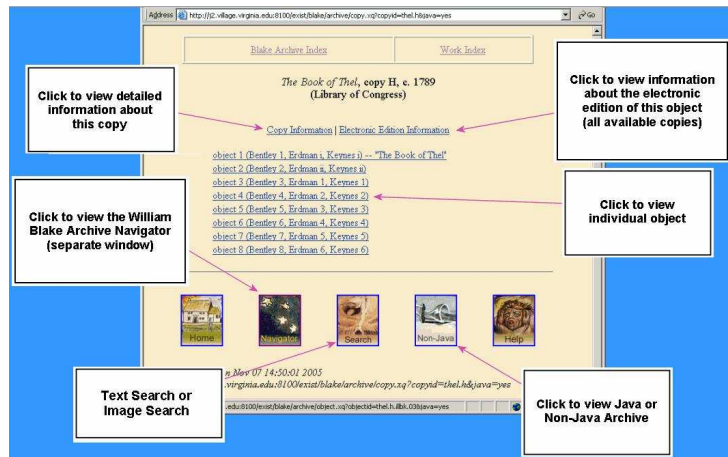 Address http://j2.village.virginia.edu:8100/exist/blake/archive/copy.xq?copyid=thel.h&java=yes Go
Blake Archive Index Work Index
The Book of Thel, copy H, c. 1789
(Library of Congress)
Click to view detailed
information about
this copy
Click to view information
about the electronic
edition of this object
(all available copies)
Copy Information | Electronic Edition Information
object 1 (Bentley 1, Erdman i, Keynes i) -- "The Book of Thel"
object 2 (Bentley 2, Erdman ii, Keynes ii)
object 3 (Bentley 3, Erdman 1, Keynes 1)
object 4 (Bentley 4, Erdman 2, Keynes 2)
object 5 (Bentley 5, Erdman 3, Keynes 3)
object 6 (Bentley 6, Erdman 4, Keynes 4)
object 7 (Bentley 7, Erdman 5, Keynes 5)
object 8 (Bentley 8, Erdman 6, Keynes 6)
Click to view the William
Blake Archive Navigator
(separate window)
Click to view
individual object
Home Navigator Search Non-Java Help
n Nov 07 14:50:01 2005
.virginia.edu:8100/exist/blake/archive/copy.xq?copyid=thel.h&java=yes
.edu:8100/exist/blake/archive/object.xq?objectid=thel.h.illbk.03&java=yes
Text Search or
Image Search
Click to view Java or
Non-Java Archive